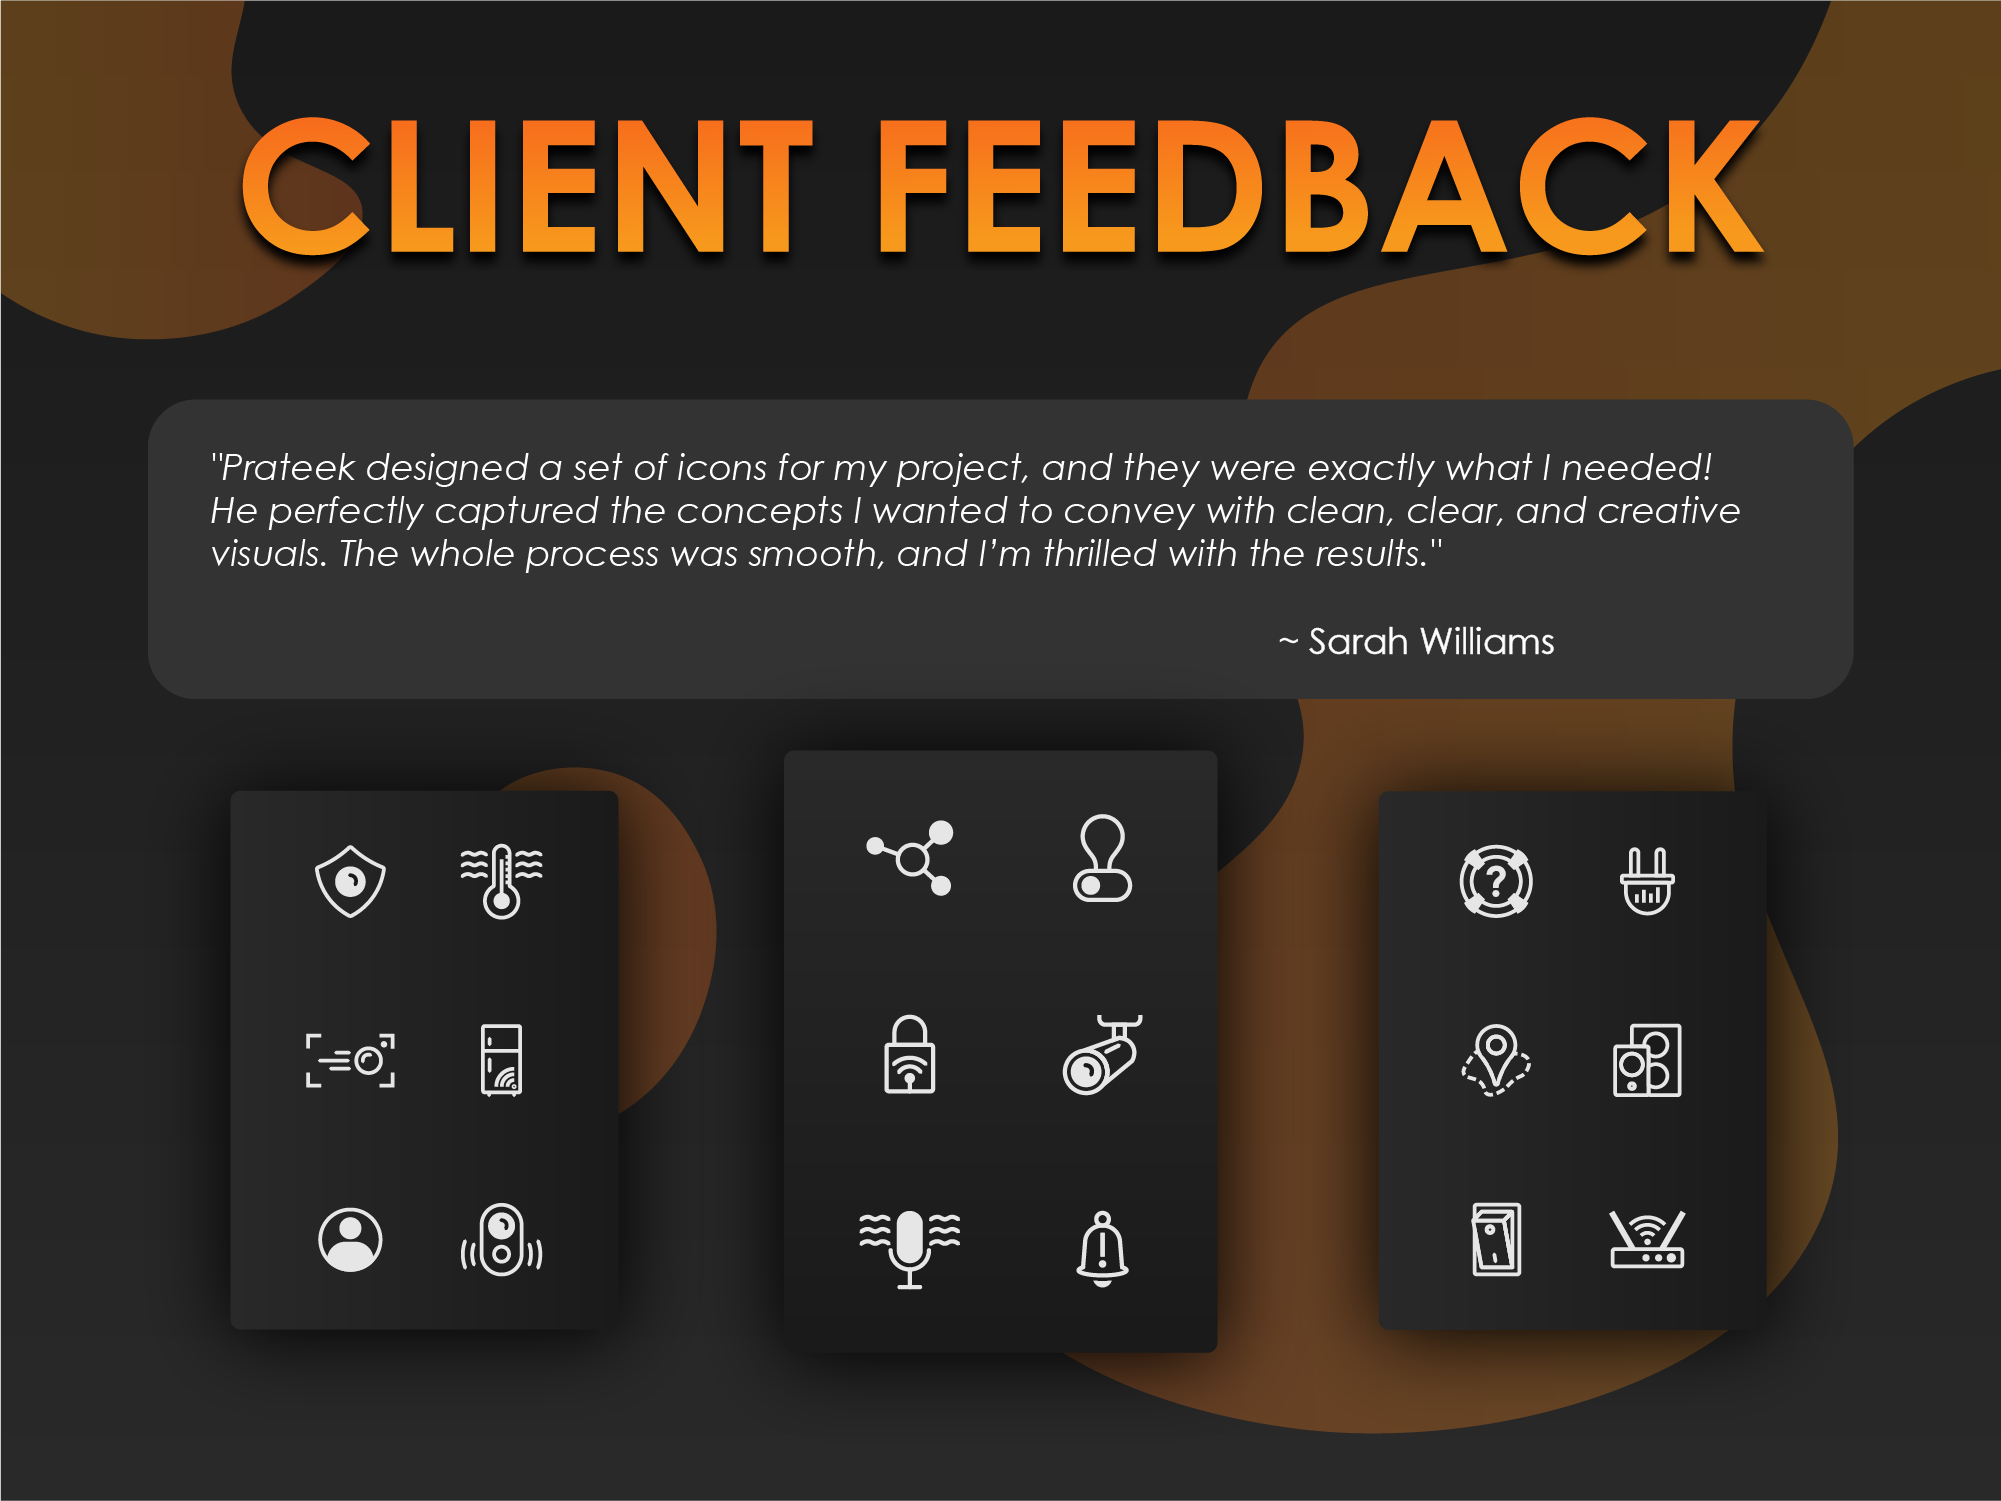 CLIENT FEEDBACK
"Prateek designed a set of icons for my project, and they were exactly what I needed!
He perfectly captured the concepts I wanted to convey with clean, clear, and creative
visuals. The whole process was smooth, and I’m thrilled with the results."
~ Sarah Williams
?